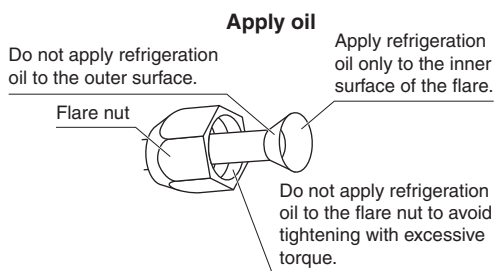 Apply oil
Do not apply refrigeration
oil to the outer surface.
Apply refrigeration
oil only to the inner
surface of the flare.
Flare nut
Do not apply refrigeration
oil to the flare nut to avoid
tightening with excessive
torque.